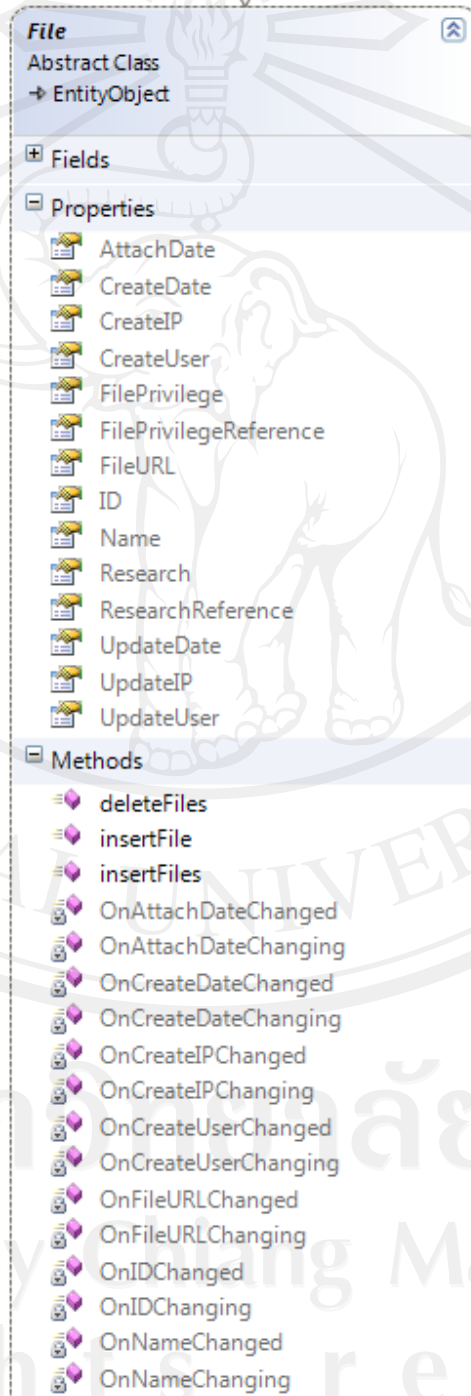 File
Abstract Class
EntityObject
Fields
Properties
AttachDate
CreateDate
CreateIP
CreateUser
FilePrivilege
FilePrivilegeReference
FileURL
ID
Name
Research
ResearchReference
UpdateDate
UpdateIP
UpdateUser
Methods
deleteFiles
insertFile
insertFiles
OnAttachDateChanged
OnAttachDateChanging
OnCreateDateChanged
OnCreateDateChanging
OnCreateIPChanged
OnCreateIPChanging
OnCreateUserChanged
OnCreateUserChanging
OnFileURLChanged
OnFileURLChanging
OnIDChanged
OnIDChanging
OnNameChanged
OnNameChanging